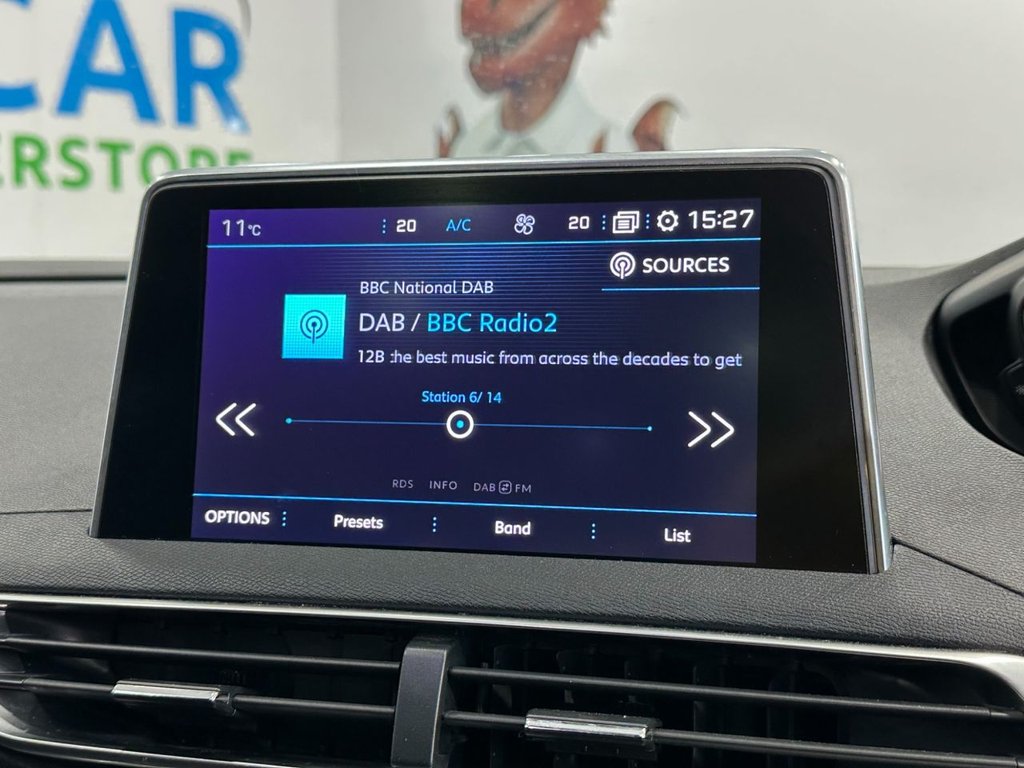 CAR
ERSTORE
11°C
20 A/C 20 15:27
SOURCES
BBC National DAB
DAB / BBC Radio2
12B :he best music from across the decades to get
Station 6/ 14
RDS INFO DAB FM
OPTIONS Presets Band List